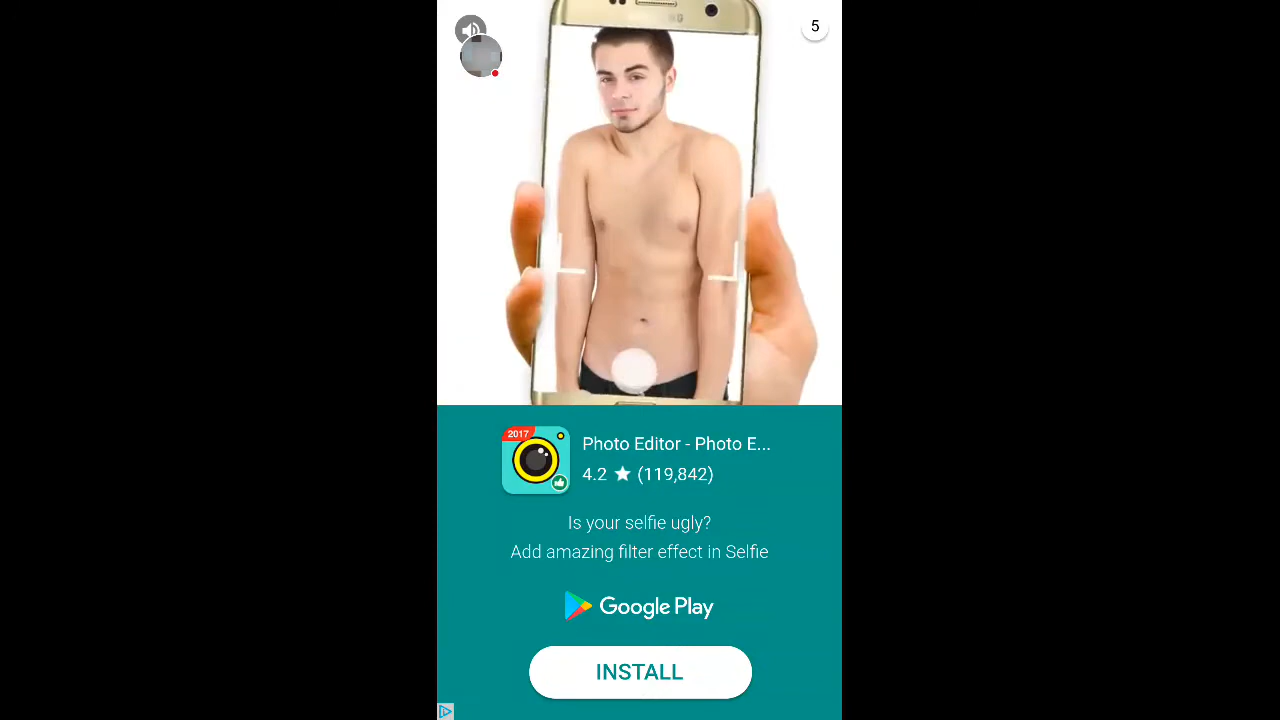 5
2017
Photo Editor - Photo E...
4.2 ★ (119,842)
Is your selfie ugly?
Add amazing filter effect in Selfie
Google Play
INSTALL